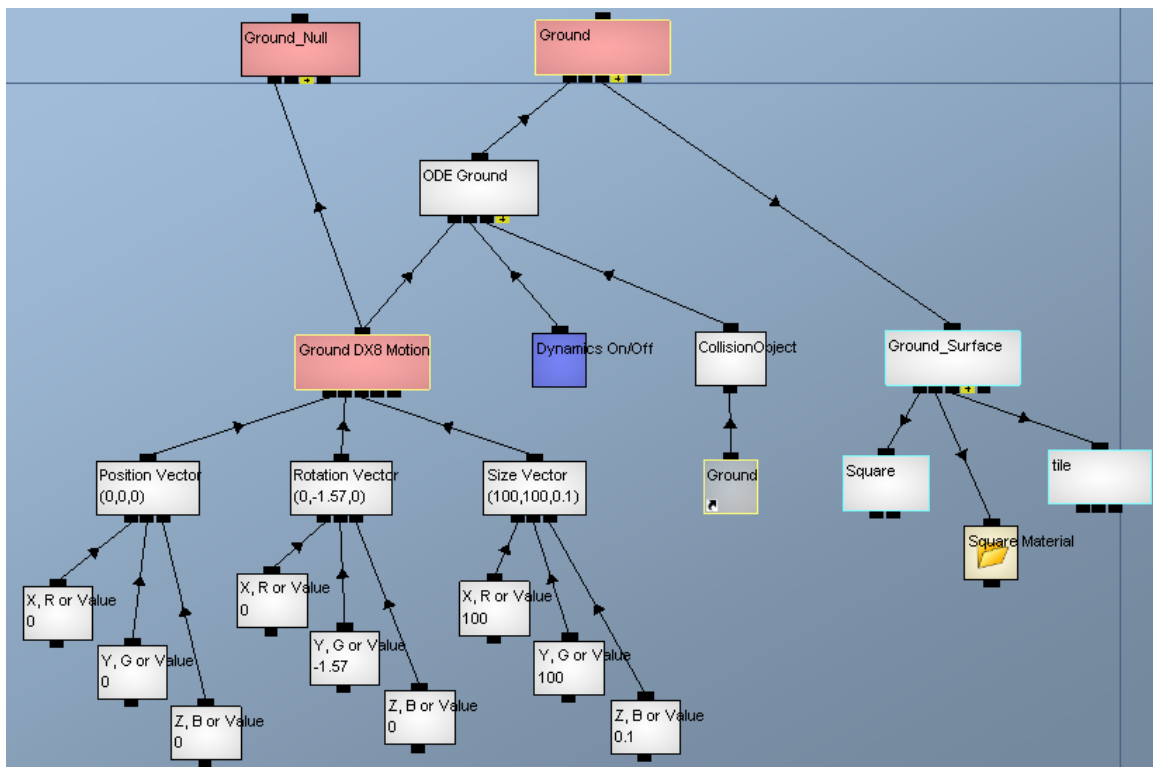 Ground_Null
Ground
ODE Ground
Ground DX8 Motion
Dynamics On/Off
CollisionObject
Ground_Surface
Position Vector
(0,0,0)
Rotation Vector
(0,-1.57,0)
Size Vector
(100,100,0.1)
Ground
Square
tile
Square Material
X, R or Value
0
Y, G or Value
0
Z, B or Value
0
X, R or Value
0
Y, G or Value
-1.57
Z, B or Value
0
X, R or Value
100
Y, G or Value
100
Z, B or Value
0.1